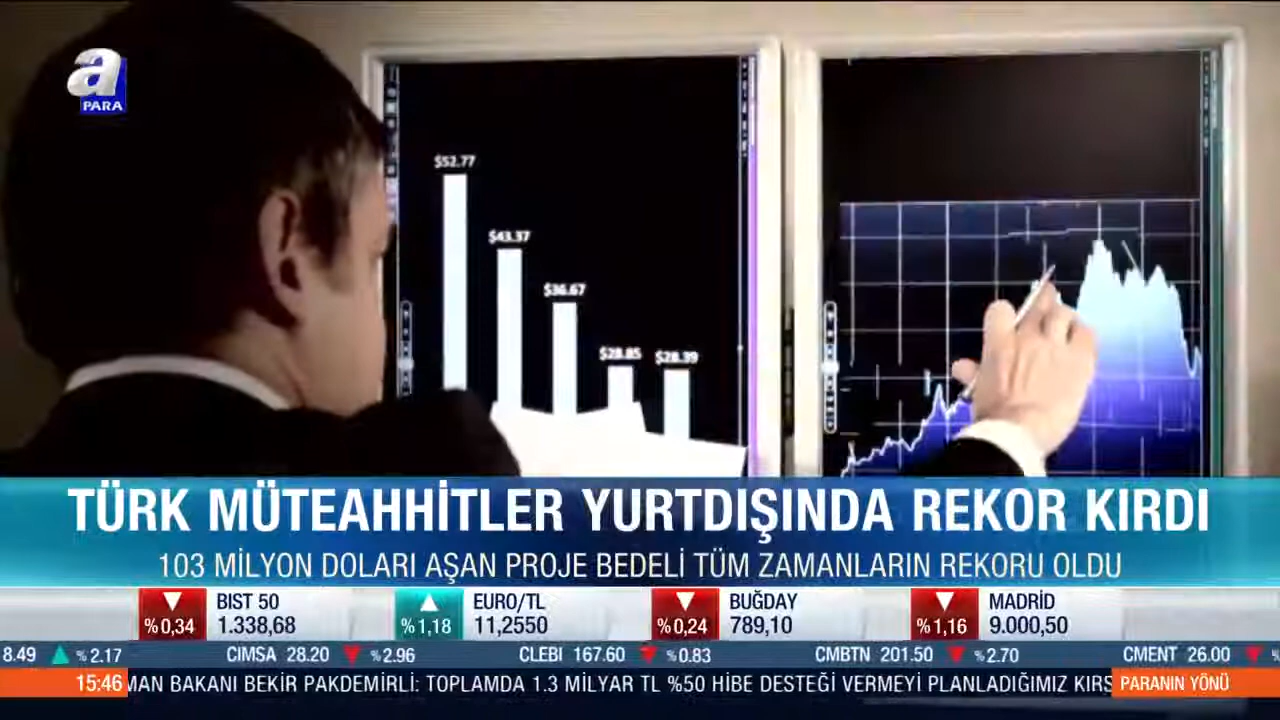 a
PARA
$52.77
$43.37
$36.67
$28.85
$28.39
TÜRK MÜTEAHHİTLER YURTDIŞINDA REKOR KIRDI
103 MİLYON DOLARI AŞAN PROJE BEDELİ TÜM ZAMANLARIN REKORU OLDU
%0,34 BIST 50 1.338,68
%1,18 EURO/TL 11,2550
%0,24 BUĞDAY 789,10
%1,16 MADRİD 9.000,50
8.49 %2.17 CIMSA 28.20 %2.96 CLEBI 167.60 %0.83 CMBTN 201.50 %2.70 CMENT 26.00 %
15:46 MAN BAKANI BEKİR PAKDEMİRLİ: TOPLAMDA 1.3 MİLYAR TL %50 HİBE DESTEĞİ VERMEYİ PLANLADIĞIMIZ KIRS PARANIN YÖNÜ